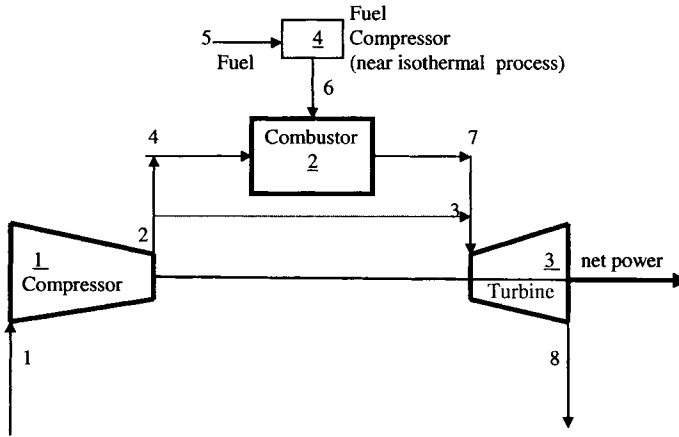 Fuel
5
4
Compressor
Fuel
(near isothermal process)
6
4
Combustor
7
2
3
2
1
Compressor
3
net power
Turbine
1
8